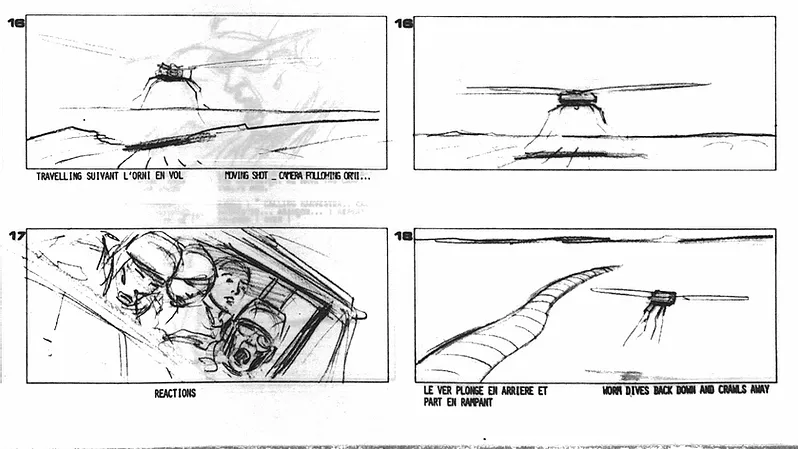 16
16
TRAVELLING SUIVANT L'ORNI EN VOL
MOVING SHOT _ CAMERA FOLLOWING ORNI...
17
REACTIONS
18
LE VER PLONGE EN ARRIERE ET
PART EN RAMPANT
WORM DIVES BACK DOWN AND CRAWLS AWAY